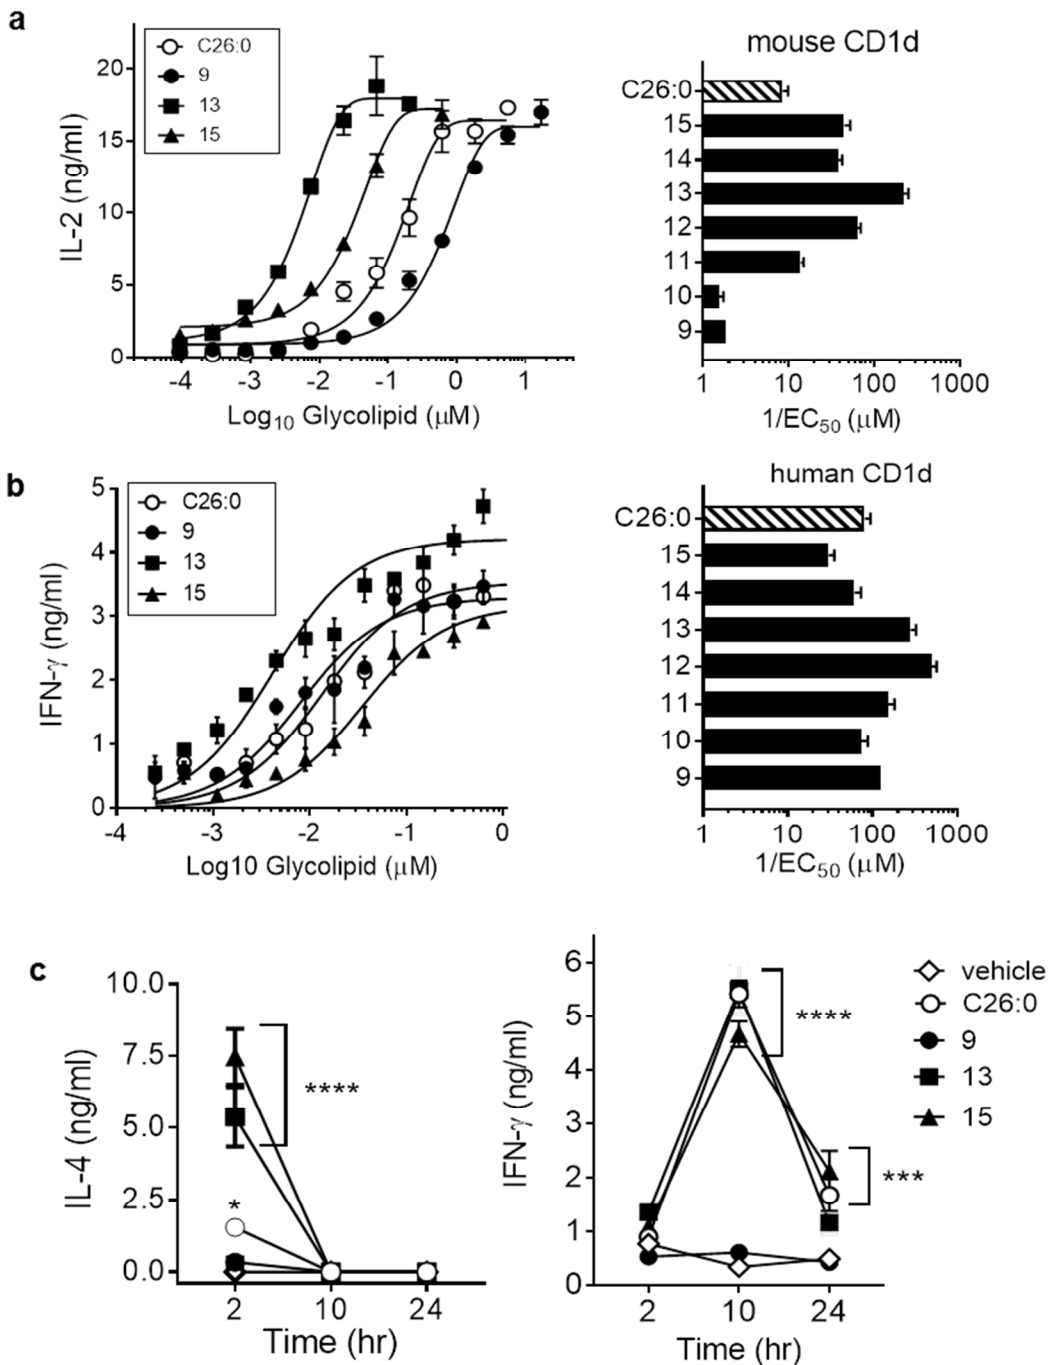 a
C26:0
9
13
15
IL-2 (ng/ml)
20
15
10
5
0
-4 -3 -2 -1 0 1
Log10 Glycolipid (μM)
mouse CD1d
C26:0
15
14
13
12
11
10
9
1 10 100 1000
1/EC50 (μM)
b
C26:0
9
13
15
IFN-γ (ng/ml)
5
4
3
2
1
0
-4 -3 -2 -1 0
Log10 Glycolipid (μM)
human CD1d
C26:0
15
14
13
12
11
10
9
1 10 100 1000
1/EC50 (μM)
c
IL-4 (ng/ml)
10.0
7.5
5.0
2.5
0.0
****
*
2 10 24
Time (hr)
IFN-γ (ng/ml)
6
5
4
3
2
1
0
****
***
2 10 24
Time (hr)
vehicle
C26:0
9
13
15